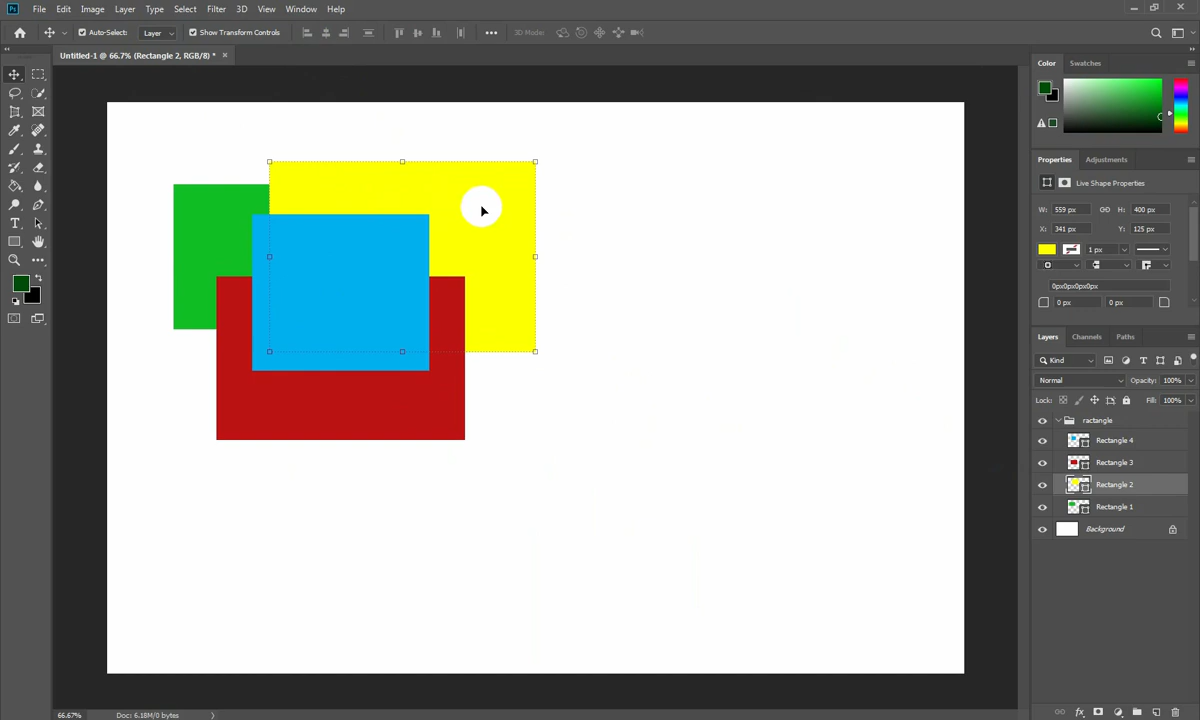 Ps File Edit Image Layer Type Select Filter 3D View Window Help
Auto-Select: Layer Show Transform Controls 3D Mode:
Untitled-1 @ 66.7% (Rectangle 2, RGB/8) *
Color Swatches
Properties Adjustments
Live Shape Properties
W: 559 px H: 400 px
X: 341 px Y: 125 px
1 px
0px0px0px0px
0 px 0 px
Layers Channels Paths
Kind
Normal Opacity: 100%
Lock: Fill: 100%
ractangle
Rectangle 4
Rectangle 3
Rectangle 2
Rectangle 1
Background
66.67% Doc: 6.18M/0 bytes